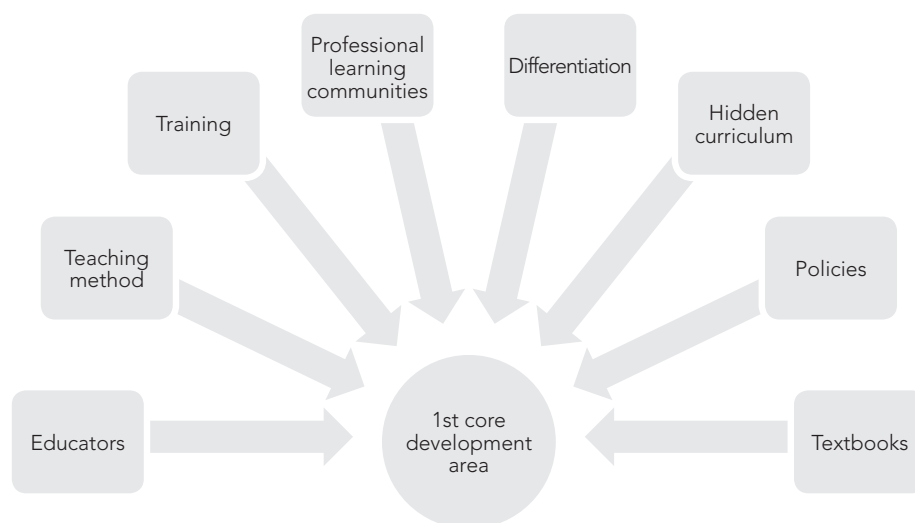 Professional
learning
communities
Differentiation
Training
Hidden
curriculum
Teaching
method
Policies
Educators
1st core
development
area
Textbooks